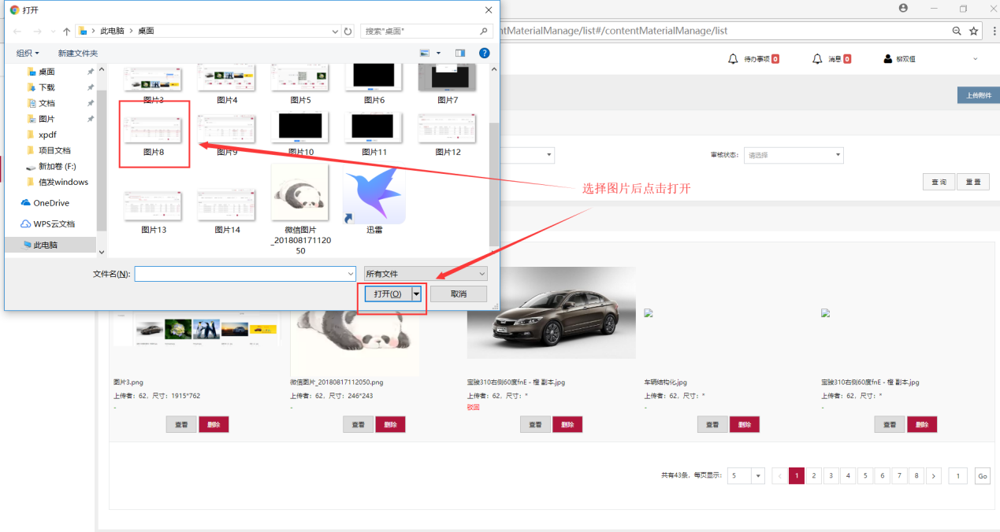 打开
此电脑 > 桌面
搜索"桌面"
ntMaterialManage/list#/contentMaterialManage/list
组织 新建文件夹
待办事项 0 消息 0 柳双恒
上传附件
桌面
下载
文档
图片
xpdf
项目文档
新加卷 (F:)
信发windows
OneDrive
WPS云文档
此电脑
图片3 图片4 图片5 图片6 图片7
图片8 图片9 图片10 图片11 图片12
图片13 图片14 微信图片_20180817112050 迅雷
审核状态: 请选择
查询 重置
选择图片后点击打开
文件名(N): 所有文件
打开(O) 取消
图片3.png 微信图片_20180817112050.png 宝骏310右侧60度fnE - 橙 副本.jpg 车辆结构化.jpg 宝骏310右侧60度fnE - 橙 副本.jpg
上传者：62，尺寸：1915*762 上传者：62，尺寸：246*243 上传者：62，尺寸：* 上传者：62，尺寸：* 上传者：62，尺寸：*
- - 驳回 - -
查看 删除 查看 删除 查看 删除 查看 删除 查看 删除
共有43条，每页显示: 5 < 1 2 3 4 5 6 7 8 > 1 Go